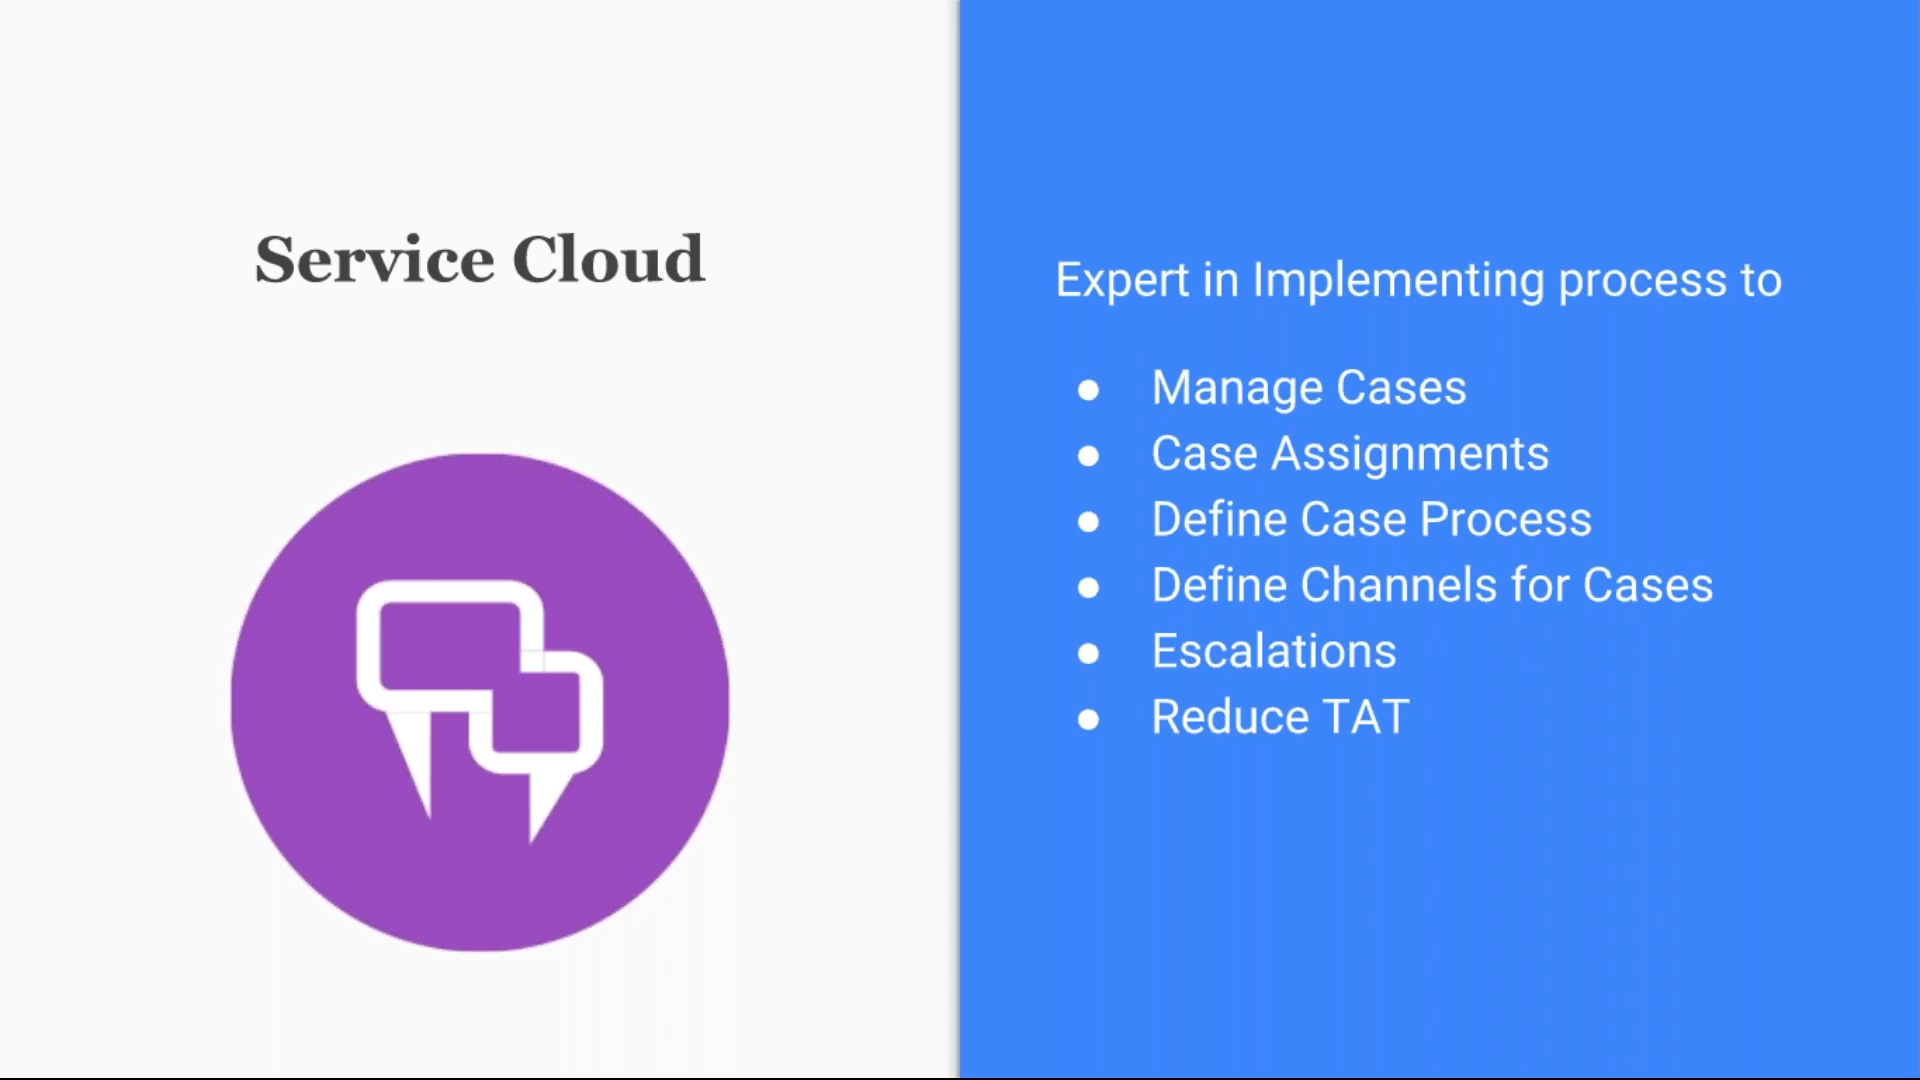 Service Cloud
Expert in Implementing process to
● Manage Cases
● Case Assignments
● Define Case Process
● Define Channels for Cases
● Escalations
● Reduce TAT